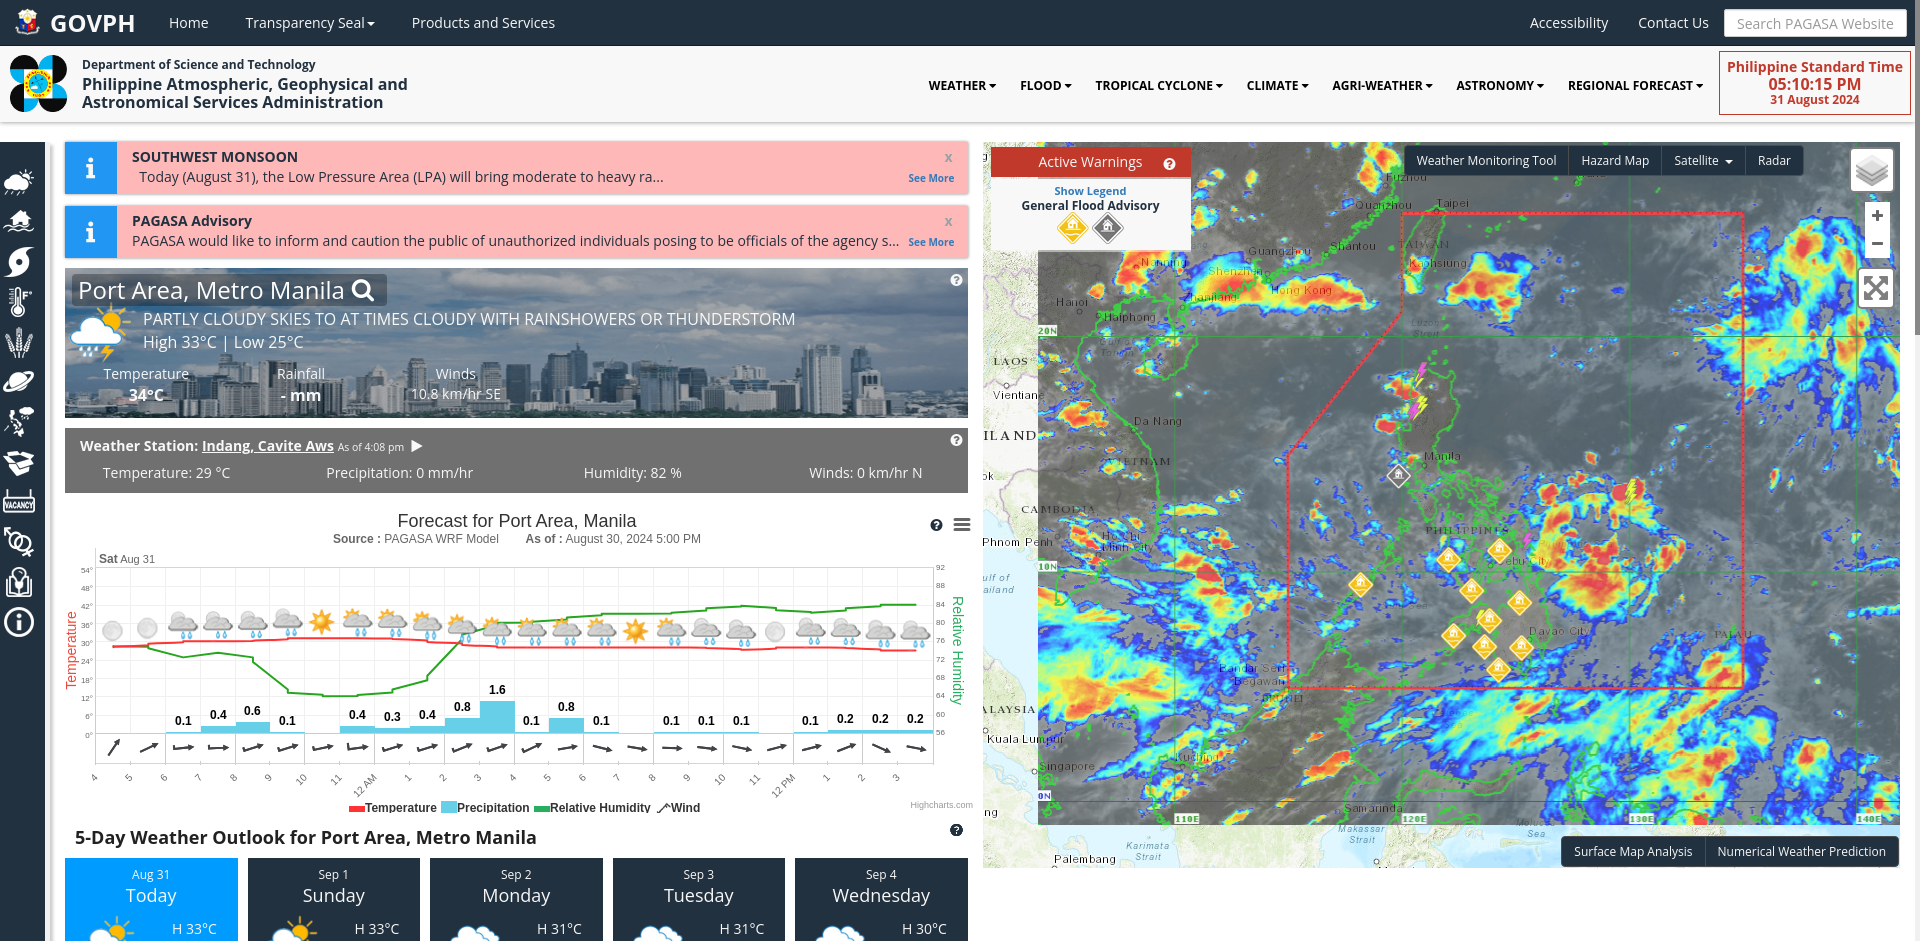 GOVPH
Home
Transparency Seal
Products and Services
Accessibility
Contact Us
Search PAGASA Website
Department of Science and Technology
Philippine Atmospheric, Geophysical and
Astronomical Services Administration
WEATHER
FLOOD
TROPICAL CYCLONE
CLIMATE
AGRI-WEATHER
ASTRONOMY
REGIONAL FORECAST
Philippine Standard Time
05:10:15 PM
31 August 2024
SOUTHWEST MONSOON
x
Today (August 31), the Low Pressure Area (LPA) will bring moderate to heavy ra...
See More
PAGASA Advisory
x
PAGASA would like to inform and caution the public of unauthorized individuals posing to be officials of the agency s...
See More
Port Area, Metro Manila
PARTLY CLOUDY SKIES TO AT TIMES CLOUDY WITH RAINSHOWERS OR THUNDERSTORM
High 33°C | Low 25°C
Temperature
Rainfall
Winds
34°C
- mm
10.8 km/hr SE
Weather Station: Indang, Cavite Aws As of 4:08 pm
Temperature: 29 °C
Precipitation: 0 mm/hr
Humidity: 82 %
Winds: 0 km/hr N
Forecast for Port Area, Manila
Source : PAGASA WRF Model
As of : August 30, 2024 5:00 PM
Sat Aug 31
54°
48°
42°
36°
30°
24°
18°
12°
6°
0°
Temperature
92
88
84
80
76
72
68
64
60
56
Relative Humidity
0.1
0.4
0.6
0.1
0.4
0.3
0.4
0.8
1.6
0.1
0.8
0.1
0.1
0.1
0.1
0.1
0.2
0.2
0.2
4
5
6
7
8
9
10
11
12 AM
1
2
3
4
5
6
7
8
9
10
11
12 PM
1
2
3
Temperature
Precipitation
Relative Humidity
Wind
Highcharts.com
5-Day Weather Outlook for Port Area, Metro Manila
Aug 31
Today
H 33°C
Sep 1
Sunday
H 33°C
Sep 2
Monday
H 31°C
Sep 3
Tuesday
H 31°C
Sep 4
Wednesday
H 30°C
VACANCY
Active Warnings
Show Legend
General Flood Advisory
Weather Monitoring Tool
Hazard Map
Satellite
Radar
+
−
Fuzhou
Quanzhou
Taipei
Shantou
TAIWAN
Guangzhou
Kaohsiung
Nanning
Shenzhen
Hong Kong
Zhanjiang
Hanoi
Haiphong
20N
Luzon
Strait
LAOS
Vientiane
Da Nang
ILAND
VIETNAM
Manila
ok
CAMBODIA
PHILIPPINES
Phnom Penh
Ho Chi
Minh City
Cebu City
10N
ulf of
ailand
Davao City
PALAU
Bandar Seri
Begawan
BRUNEI
ALAYSIA
Kuala Lumpur
Kuching
Singapore
0N
ng
Samarinda
110E
120E
130E
140E
Makassar
Strait
Sea
Karimata
Strait
Palembang
Surface Map Analysis
Numerical Weather Prediction